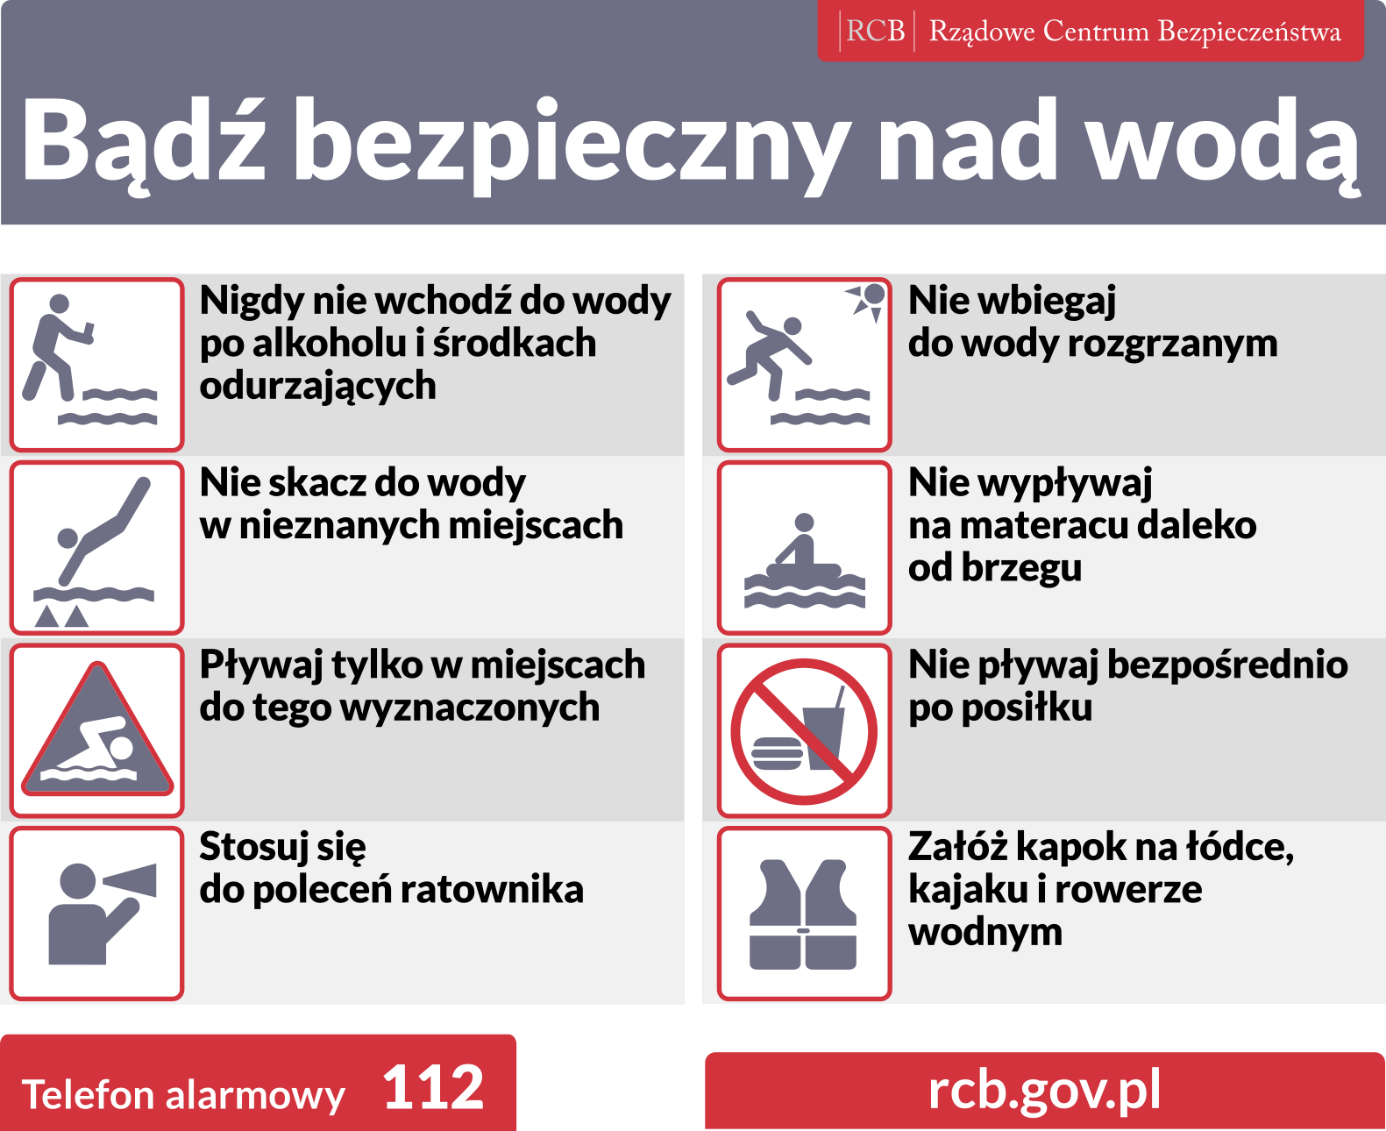 |RCB| Rządowe Centrum Bezpieczeństwa
Bądź bezpieczny nad wodą
Nigdy nie wchodź do wody
po alkoholu i środkach
odurzających
Nie wbiegaj
do wody rozgrzanym
Nie skacz do wody
w nieznanych miejscach
Nie wypływaj
na materacu daleko
od brzegu
Pływaj tylko w miejscach
do tego wyznaczonych
Nie pływaj bezpośrednio
po posiłku
Stosuj się
do poleceń ratownika
Załóż kapok na łódce,
kajaku i rowerze
wodnym
Telefon alarmowy 112
rcb.gov.pl